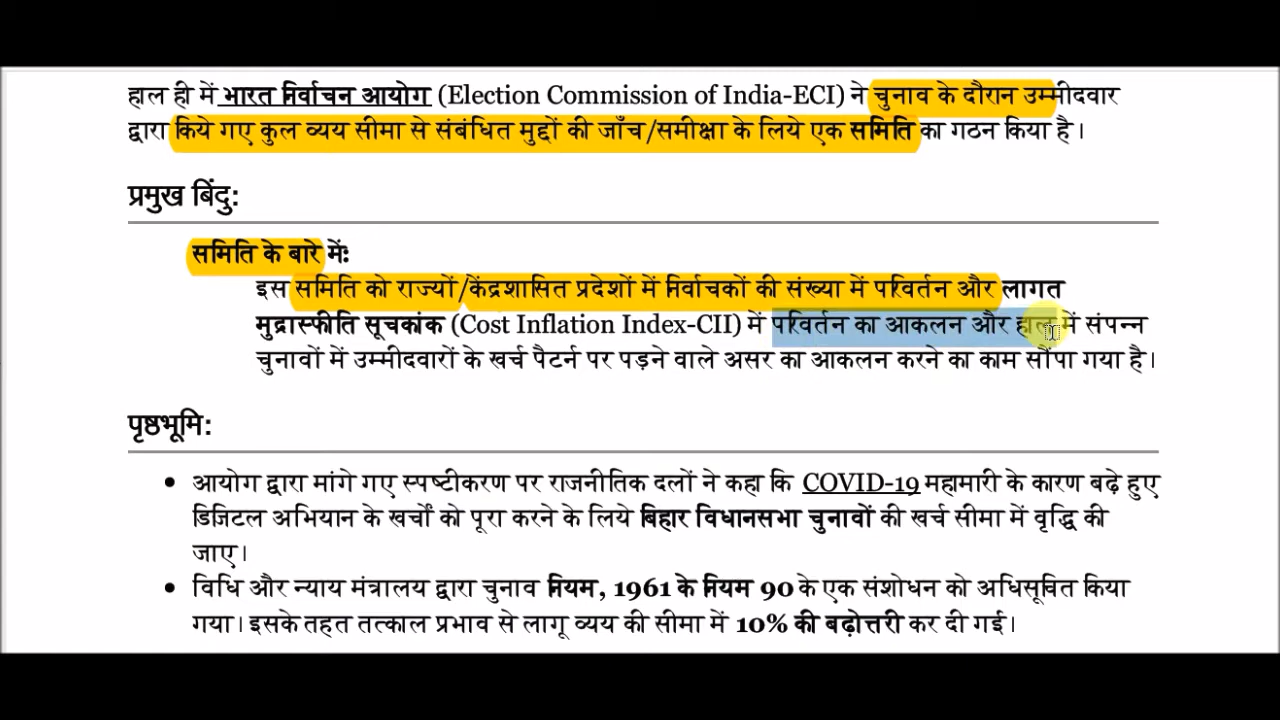 हाल ही में भारत निर्वाचन आयोग (Election Commission of India-ECI) ने चुनाव के दौरान उम्मीदवार
द्वारा किये गए कुल व्यय सीमा से संबंधित मुद्दों की जाँच/समीक्षा के लिये एक समिति का गठन किया है।
प्रमुख बिंदु:
समिति के बारे में:
इस समिति को राज्यों/केंद्रशासित प्रदेशों में निर्वाचकों की संख्या में परिवर्तन और लागत
मुद्रास्फीति सूचकांक (Cost Inflation Index-CII) में परिवर्तन का आकलन और हाल में संपन्न
चुनावों में उम्मीदवारों के खर्च पैटर्न पर पड़ने वाले असर का आकलन करने का काम सौंपा गया है।
पृष्ठभूमि:
• आयोग द्वारा मांगे गए स्पष्टीकरण पर राजनीतिक दलों ने कहा कि COVID-19 महामारी के कारण बढ़े हुए
डिजिटल अभियान के खर्चों को पूरा करने के लिये बिहार विधानसभा चुनावों की खर्च सीमा में वृद्धि की
जाए।
• विधि और न्याय मंत्रालय द्वारा चुनाव नियम, 1961 के नियम 90 के एक संशोधन को अधिसूचित किया
गया। इसके तहत तत्काल प्रभाव से लागू व्यय की सीमा में 10% की बढ़ोत्तरी कर दी गई।